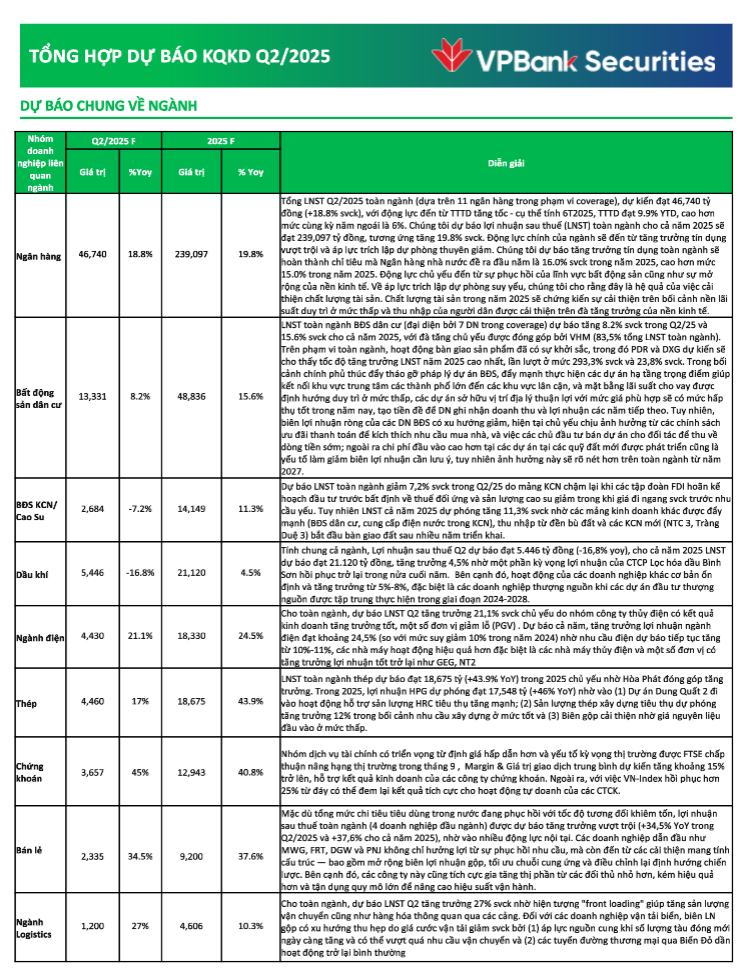 TỔNG HỢP DỰ BÁO KQKD Q2/2025
VPBank Securities
DỰ BÁO CHUNG VỀ NGÀNH
Nhóm doanh nghiệp liên quan ngành
Q2/2025 F
2025 F
Diễn giải
Giá trị
%Yoy
Giá trị
% Yoy
Ngân hàng
46,740
18.8%
239,097
19.8%
Tổng LNST Q2/2025 toàn ngành (dựa trên 11 ngân hàng trong phạm vi coverage), dự kiến đạt 46,740 tỷ
đồng (+18.8% svck), với động lực đến từ TTTD tăng tốc - cụ thể tính 6T2025, TTTD đạt 9.9% YTD, cao hơn
mức cùng kỳ năm ngoái là 6%. Chúng tôi dự báo lợi nhuận sau thuế (LNST) toàn ngành cho cả năm 2025 sẽ
đạt 239,097 tỷ đồng, tương ứng tăng 19.8% svck. Động lực chính của ngành sẽ đến từ tăng trưởng tín dụng
vượt trội và áp lực trích lập dự phòng thuyên giảm. Chúng tôi dự báo tăng trưởng tín dụng toàn ngành sẽ
hoàn thành chỉ tiêu mà Ngân hàng nhà nước đề ra đầu năm là 16.0% svck trong năm 2025, cao hơn mức
15.0% trong năm 2025. Động lực chủ yếu đến từ sự phục hồi của lĩnh vực bất động sản cũng như sự mở
rộng của nền kinh tế. Về áp lực trích lập dự phòng suy yếu, chúng tôi cho rằng đây là hệ quả của việc cải
thiện chất lượng tài sản. Chất lượng tài sản trong năm 2025 sẽ chứng kiến sự cải thiện trên bối cảnh nền lãi
suất duy trì ở mức thấp và thu nhập của người dân được cải thiện trên đà tăng trưởng của nền kinh tế.
Bất động sản dân cư
13,331
8.2%
48,836
15.6%
LNST toàn ngành BĐS dân cư (đại diện bởi 7 DN trong coverage) dự báo tăng 8.2% svck trong Q2/25 và
15.6% svck cho cả năm 2025, với đà tăng chủ yếu được đóng góp bởi VHM (83,5% tổng LNST toàn ngành).
Trên phạm vi toàn ngành, hoạt động bàn giao sản phẩm đã có sự khởi sắc, trong đó PDR và DXG dự kiến sẽ
cho thấy tốc độ tăng trưởng LNST năm 2025 cao nhất, lần lượt ở mức 293,3% svck và 23,8% svck. Trong bối
cảnh chính phủ thúc đẩy tháo gỡ pháp lý dự án BĐS, đẩy mạnh thực hiện các dự án hạ tầng trọng điểm giúp
kết nối khu vực trung tâm các thành phố lớn đến các khu vực lân cận, và mặt bằng lãi suất cho vay được
định hướng duy trì ở mức thấp, các dự án sở hữu vị trí địa lý thuận lợi với mức giá phù hợp sẽ có mức hấp
thụ tốt trong năm nay, tạo tiền đề để DN ghi nhận doanh thu và lợi nhuận các năm tiếp theo. Tuy nhiên,
biên lợi nhuận ròng của các DN BĐS có xu hướng giảm, hiện tại chủ yếu chịu ảnh hưởng từ các chính sách
ưu đãi thanh toán để kích thích nhu cầu mua nhà, và việc các chủ đầu tư bán dự án cho đối tác để thu về
dòng tiền sớm; ngoài ra chi phí đầu vào cao hơn tại các dự án tại các quỹ đất mới được phát triển cũng là
yếu tố làm giảm biên lợi nhuận cần lưu ý, tuy nhiên ảnh hưởng này sẽ rõ nét hơn trên toàn ngành từ năm
2027.
BĐS KCN/ Cao Su
2,684
-7.2%
14,149
11.3%
Dự báo LNST toàn ngành giảm 7,2% svck trong Q2/25 do mảng KCN chậm lại khi các tập đoàn FDI hoãn kế
hoạch đầu tư trước bất định về thuế đối ứng và sản lượng cao su giảm trong khi giá đi ngang svck trước nhu
cầu yếu. Tuy nhiên LNST cả năm 2025 dự phóng tăng 11,3% svck nhờ các mảng kinh doanh khác được đẩy
mạnh (BĐS dân cư, cung cấp điện nước trong KCN), thu nhập từ đền bù đất và các KCN mới (NTC 3, Tràng
Duệ 3) bắt đầu bàn giao đất sau nhiều năm triển khai.
Dầu khí
5,446
-16.8%
21,120
4.5%
Tính chung cả ngành, Lợi nhuận sau thuế Q2 dự báo đạt 5.446 tỷ đồng (-16,8% yoy), cho cả năm 2025 LNST
dự báo đạt 21.120 tỷ đồng, tăng trưởng 4,5% nhờ một phần kỳ vọng lợi nhuận của CTCP Lọc hóa dầu Bình
Sơn hồi phục trở lại trong nửa cuối năm. Bên cạnh đó, hoạt động của các doanh nghiệp khác cơ bản ổn
định và tăng trưởng từ 5%-8%, đặc biệt là các doanh nghiệp thượng nguồn khi các dự án đầu tư thượng
nguồn được tập trung thực hiện trong giai đoạn 2024-2028.
Ngành điện
4,430
21.1%
18,330
24.5%
Cho toàn ngành, dự báo LNST Q2 tăng trưởng 21,1% svck chủ yếu do nhóm công ty thủy điện có kết quả
kinh doanh tăng trưởng tốt, một số đơn vị giảm lỗ (PGV) . Dự báo cả năm, tăng trưởng lợi nhuận ngành
điện đạt khoảng 24,5% (so với mức suy giảm 10% trong năm 2024) nhờ nhu cầu điện dự báo tiếp tục tăng
từ 10%-11%, các nhà máy hoạt động hiệu quả hơn đặc biệt là các nhà máy thủy điện và một số đơn vị có
tăng trưởng lợi nhuận tốt trở lại như GEG, NT2
Thép
4,460
17%
18,675
43.9%
LNST toàn ngành thép dự báo đạt 18,675 tỷ (+43.9% YoY) trong 2025 chủ yếu nhờ Hòa Phát đóng góp tăng
trưởng. Trong 2025, lợi nhuận HPG dự phóng đạt 17,548 tỷ (+46% YoY) nhờ vào (1) Dự án Dung Quất 2 đi
vào hoạt động hỗ trợ sản lượng HRC tiêu thụ tăng mạnh; (2) Sản lượng thép xây dựng tiêu thụ dự phóng
tăng trưởng 12% trong bối cảnh nhu cầu xây dựng ở mức tốt và (3) Biên gộp cải thiện nhờ giá nguyên liệu
đầu vào ở mức thấp.
Chứng khoán
3,657
45%
12,943
40.8%
Nhóm dịch vụ tài chính có triển vọng từ định giá hấp dẫn hơn và yếu tố kỳ vọng thị trường được FTSE chấp
thuận nâng hạng thị trường trong tháng 9 , Margin & Giá trị giao dịch trung bình dự kiến tăng khoảng 15%
trở lên, hỗ trợ kết quả kinh doanh của các công ty chứng khoán. Ngoài ra, với việc VN-Index hồi phục hơn
25% từ đáy có thể đem lại kết quả tích cực cho hoạt động tự doanh của các CTCK.
Bán lẻ
2,335
34.5%
9,200
37.6%
Mặc dù tổng mức chi tiêu tiêu dùng trong nước đang phục hồi với tốc độ tương đối khiêm tốn, lợi nhuận
sau thuế toàn ngành (4 doanh nghiệp đầu ngành) được dự báo tăng trưởng vượt trội (+34,5% YoY trong
Q2/2025 và +37,6% cho cả năm 2025), nhờ vào nhiều động lực nội tại. Các doanh nghiệp dẫn đầu như
MWG, FRT, DGW và PNJ không chỉ hưởng lợi từ sự phục hồi nhu cầu, mà còn đến từ các cải thiện mang tính
cấu trúc — bao gồm mở rộng biên lợi nhuận gộp, tối ưu chuỗi cung ứng và điều chỉnh lại định hướng chiến
lược. Bên cạnh đó, các công ty này cũng tích cực gia tăng thị phần từ các đối thủ nhỏ hơn, kém hiệu quả
hơn và tận dụng quy mô lớn để nâng cao hiệu suất vận hành.
Ngành Logistics
1,200
27%
4,606
10.3%
Cho toàn ngành, dự báo LNST Q2 tăng trưởng 27% svck nhờ hiện tượng "front loading" giúp tăng sản lượng
vận chuyển cũng như hàng hóa thông quan qua các cảng. Đối với các doanh nghiệp vận tải biển, biên LN
gộp có xu hướng thu hẹp do giá cước vận tải giảm svck bởi (1) áp lực nguồn cung khi số lượng tàu đóng mới
ngày càng tăng và có thể vượt quá nhu cầu vận chuyển và (2) các tuyến đường thương mại qua Biển Đỏ dần
hoạt động trở lại bình thường